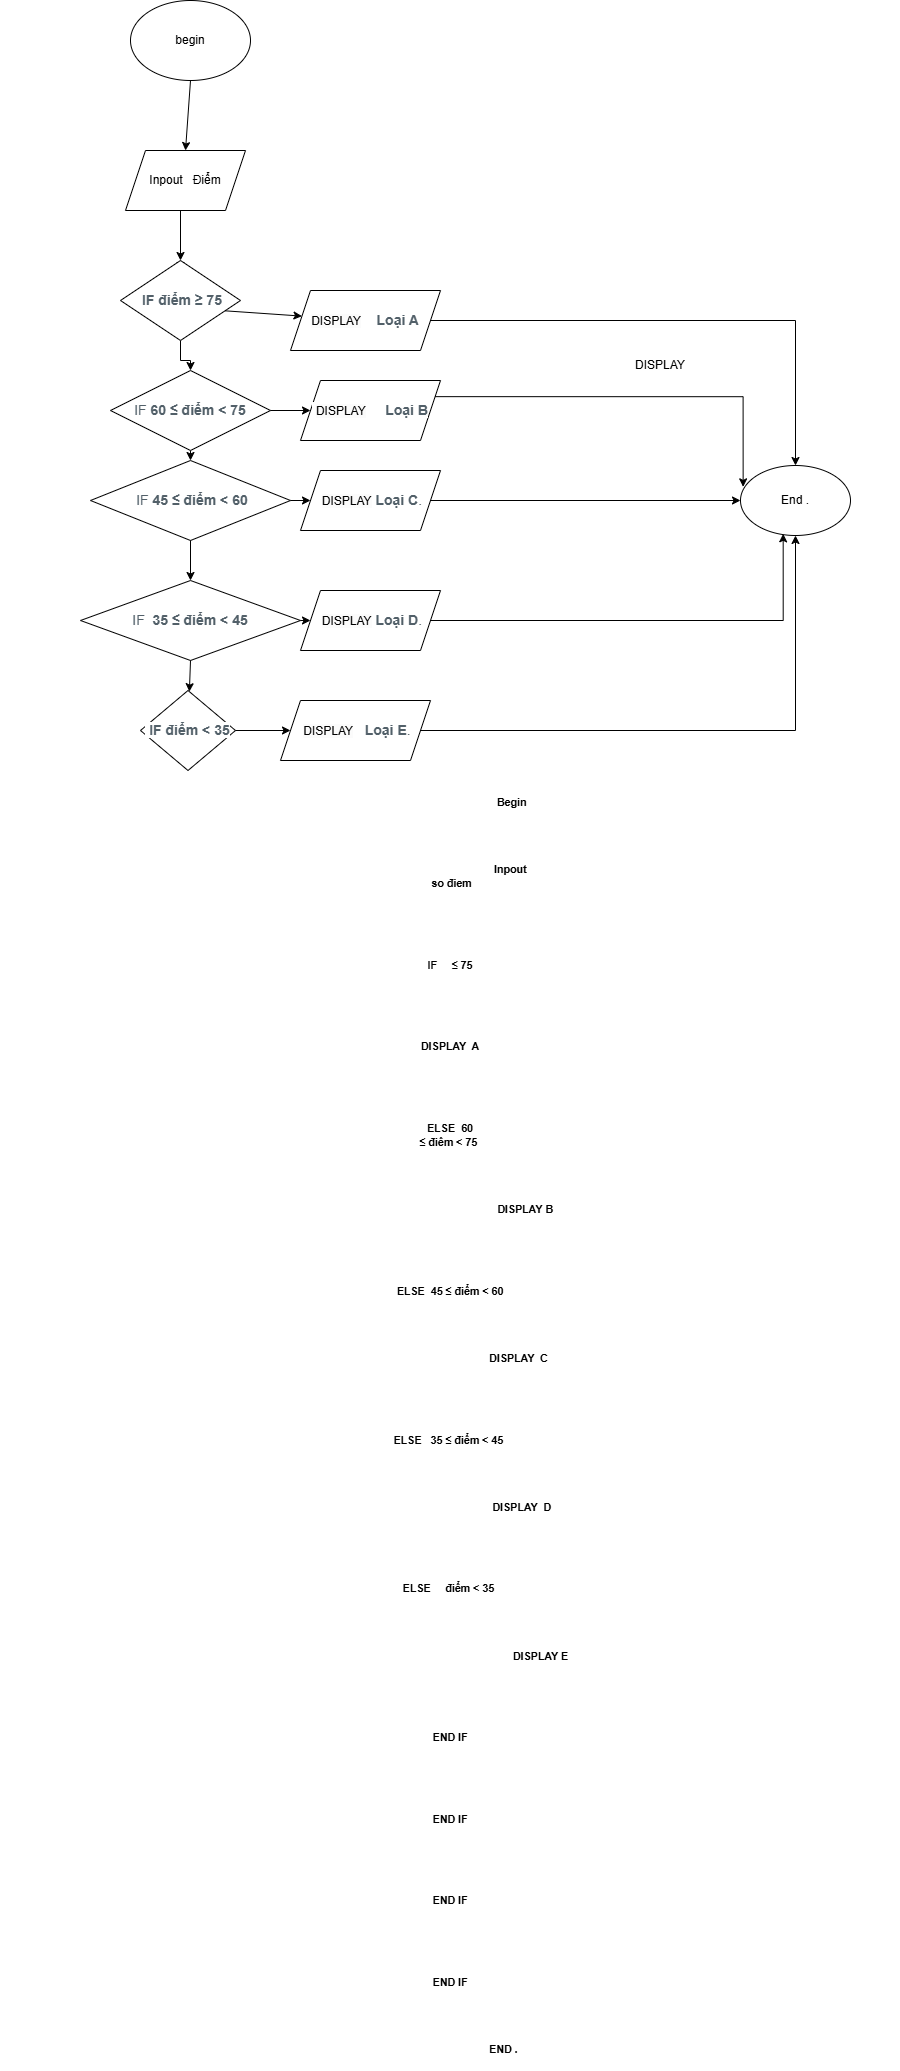 begin
Inpout Điểm
IF điểm ≥ 75
DISPLAY Loại A
DISPLAY
IF 60 ≤ điểm < 75
DISPLAY Loại B
IF 45 ≤ điểm < 60
DISPLAY Loại C.
End .
IF 35 ≤ điểm < 45
DISPLAY Loại D.
IF điểm < 35
DISPLAY Loại E.
Begin
Inpout
so điem
IF ≤ 75
DISPLAY A
ELSE 60
≤ điêm < 75
DISPLAY B
ELSE 45 ≤ điểm < 60
DISPLAY C
ELSE 35 ≤ điểm < 45
DISPLAY D
ELSE điểm < 35
DISPLAY E
END IF
END IF
END IF
END IF
END .